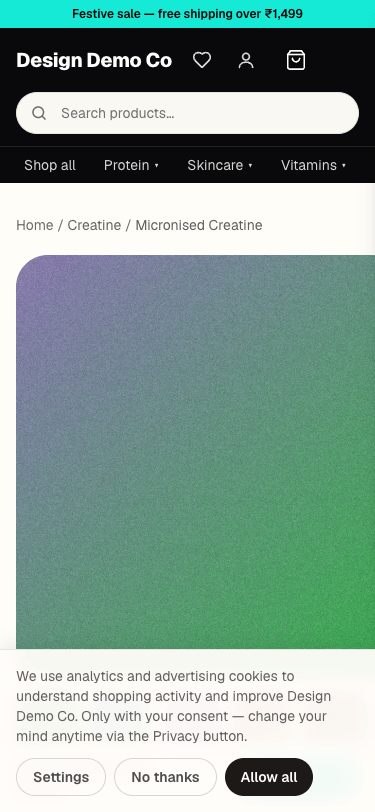 Festive sale — free shipping over ₹1,499
Design Demo Co
Search products…
Shop all Protein ▾ Skincare ▾ Vitamins ▾
Home / Creatine / Micronised Creatine
We use analytics and advertising cookies to
understand shopping activity and improve Design
Demo Co. Only with your consent — change your
mind anytime via the Privacy button.
Settings No thanks Allow all